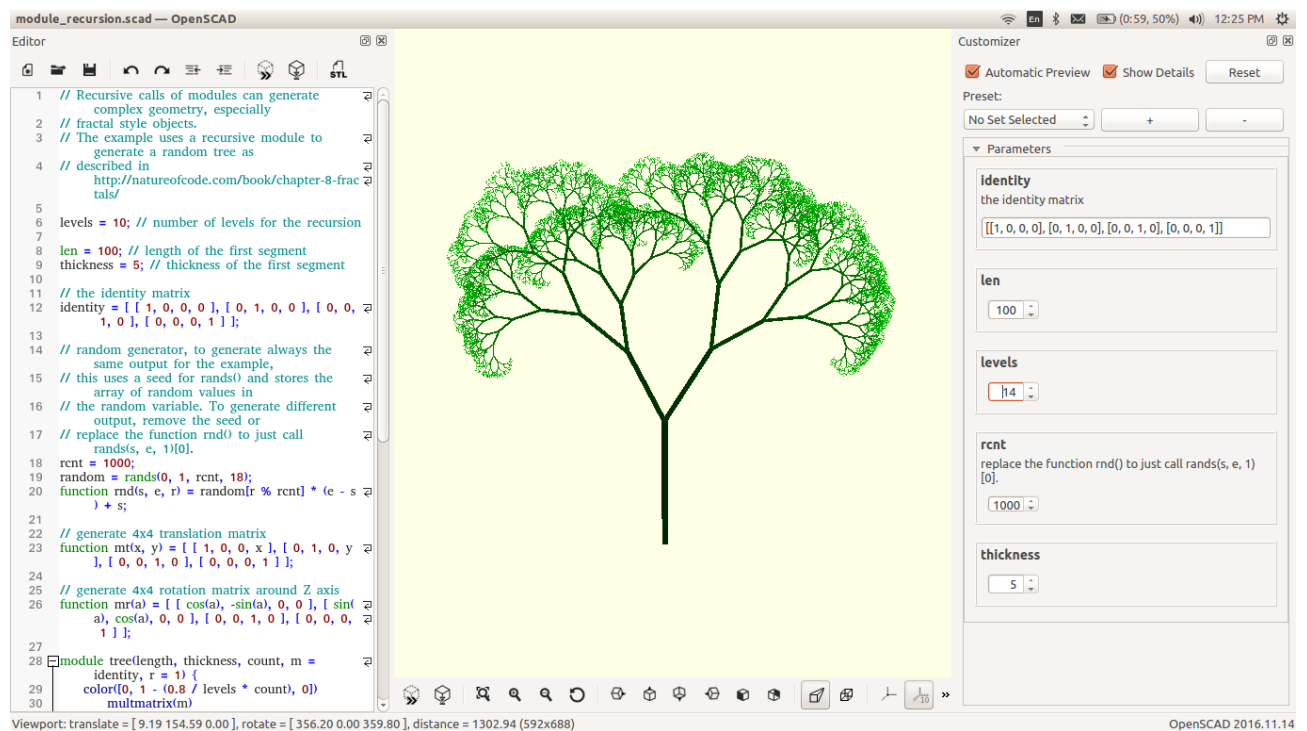 module_recursion.scad — OpenSCAD
En
(0:59, 50%)
12:25 PM
Editor
STL
1 // Recursive calls of modules can generate
complex geometry, especially
2 // fractal style objects.
3 // The example uses a recursive module to
generate a random tree as
4 // described in
http://natureofcode.com/book/chapter-8-frac
tals/
5
6 levels = 10; // number of levels for the recursion
7
8 len = 100; // length of the first segment
9 thickness = 5; // thickness of the first segment
10
11 // the identity matrix
12 identity = [ [ 1, 0, 0, 0 ], [ 0, 1, 0, 0 ], [ 0, 0,
1, 0 ], [ 0, 0, 0, 1 ] ];
13
14 // random generator, to generate always the
same output for the example,
15 // this uses a seed for rands() and stores the
array of random values in
16 // the random variable. To generate different
output, remove the seed or
17 // replace the function rnd() to just call
rands(s, e, 1)[0].
18 rcnt = 1000;
19 random = rands(0, 1, rcnt, 18);
20 function rnd(s, e, r) = random[r % rcnt] * (e - s
) + s;
21
22 // generate 4x4 translation matrix
23 function mt(x, y) = [ [ 1, 0, 0, x ], [ 0, 1, 0, y
], [ 0, 0, 1, 0 ], [ 0, 0, 0, 1 ] ];
24
25 // generate 4x4 rotation matrix around Z axis
26 function mr(a) = [ [ cos(a), -sin(a), 0, 0 ], [ sin(
a), cos(a), 0, 0 ], [ 0, 0, 1, 0 ], [ 0, 0, 0,
1 ] ];
27
28 module tree(length, thickness, count, m =
identity, r = 1) {
29 color([0, 1 - (0.8 / levels * count), 0])
30 multmatrix(m)
10
Customizer
Automatic Preview
Show Details
Reset
Preset:
No Set Selected
+
-
Parameters
identity
the identity matrix
[[1, 0, 0, 0], [0, 1, 0, 0], [0, 0, 1, 0], [0, 0, 0, 1]]
len
100
levels
14
rcnt
replace the function rnd() to just call rands(s, e, 1)
[0].
1000
thickness
5
Viewport: translate = [ 9.19 154.59 0.00 ], rotate = [ 356.20 0.00 359.80 ], distance = 1302.94 (592x688)
OpenSCAD 2016.11.14